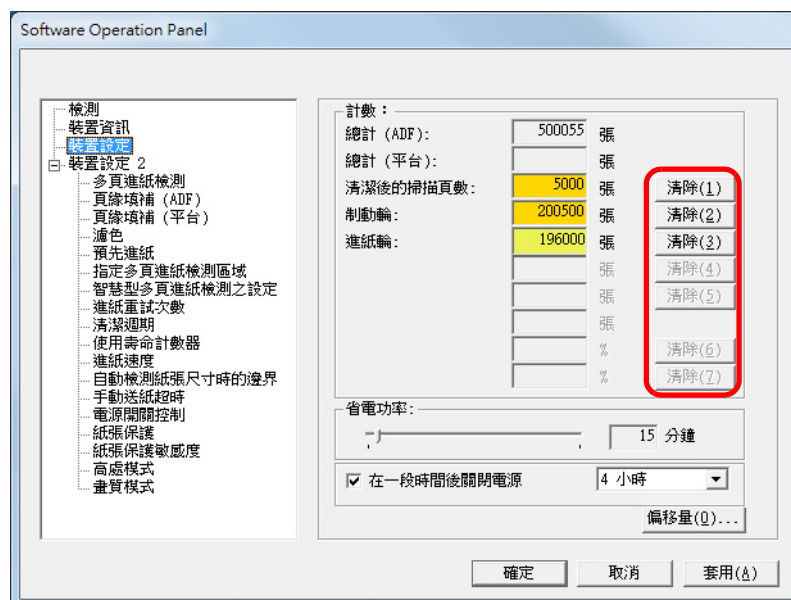 Software Operation Panel
檢測
裝置資訊
裝置設定
裝置設定 2
多頁進紙檢測
頁緣填補 (ADF)
頁緣填補 (平台)
濾色
預先進紙
指定多頁進紙檢測區域
智慧型多頁進紙檢測之設定
進紙重試次數
清潔週期
使用壽命計數器
進紙速度
自動檢測紙張尺寸時的邊界
手動送紙超時
電源開關控制
紙張保護
紙張保護敏感度
高處模式
畫質模式
計數：
總計 (ADF): 500055 張
總計 (平台): 張
清潔後的掃描頁數: 5000 張 清除(1)
制動輪: 200500 張 清除(2)
進紙輪: 196000 張 清除(3)
張 清除(4)
張 清除(5)
張
% 清除(6)
% 清除(7)
省電功率:
15 分鐘
在一段時間後關閉電源 4 小時
偏移量(O)...
確定 取消 套用(A)